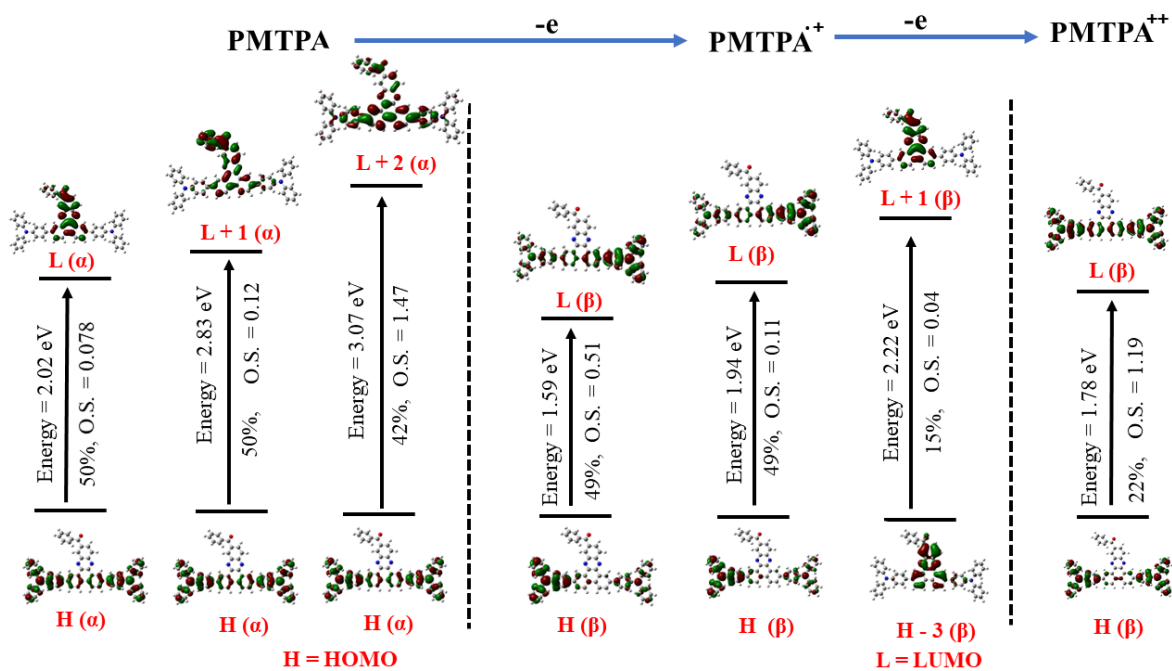 PMTPA
-e
PMTPA·+
-e
PMTPA++
L (α)
Energy = 2.02 eV
50%, O.S. = 0.078
H (α)
L + 1 (α)
Energy = 2.83 eV
50%, O.S. = 0.12
H (α)
L + 2 (α)
Energy = 3.07 eV
42%, O.S. = 1.47
H (α)
L (β)
Energy = 1.59 eV
49%, O.S. = 0.51
H (β)
L (β)
Energy = 1.94 eV
49%, O.S. = 0.11
H (β)
L + 1 (β)
Energy = 2.22 eV
15%, O.S. = 0.04
H - 3 (β)
L (β)
Energy = 1.78 eV
22%, O.S. = 1.19
H (β)
H = HOMO
L = LUMO